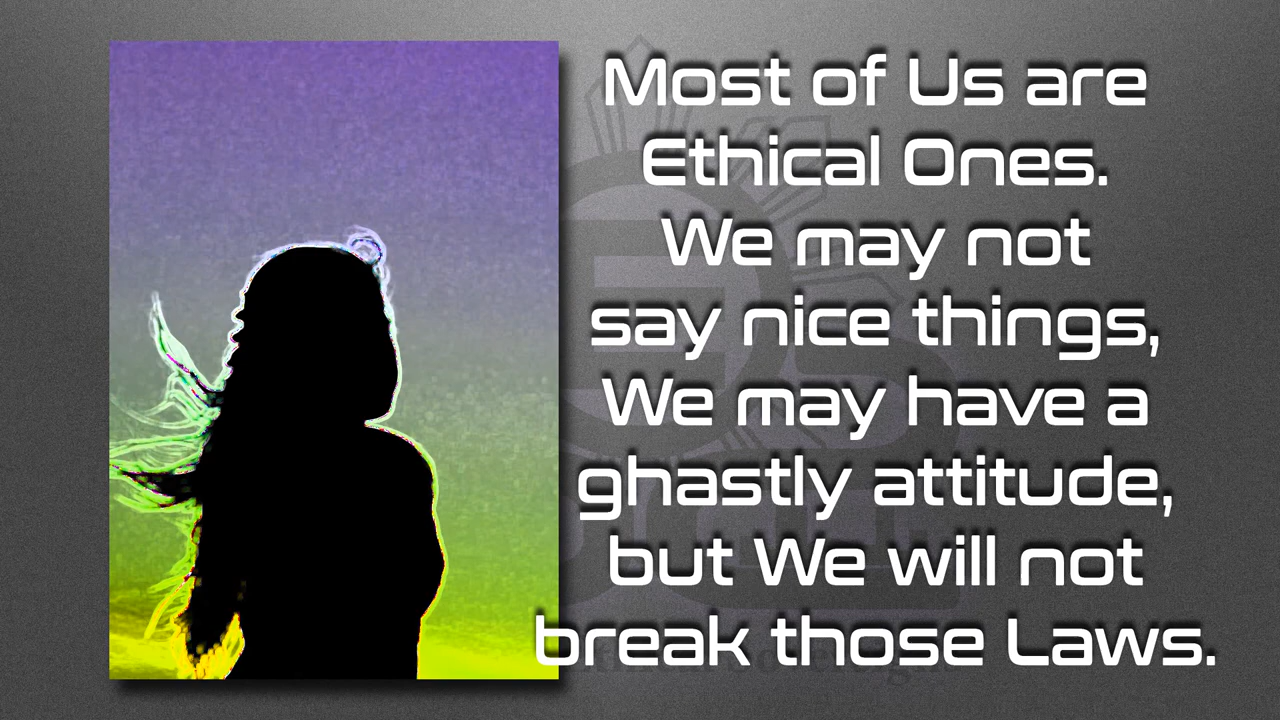 Most of Us are
Ethical Ones.
We may not
say nice things,
We may have a
ghastly attitude,
but We will not
break those Laws.